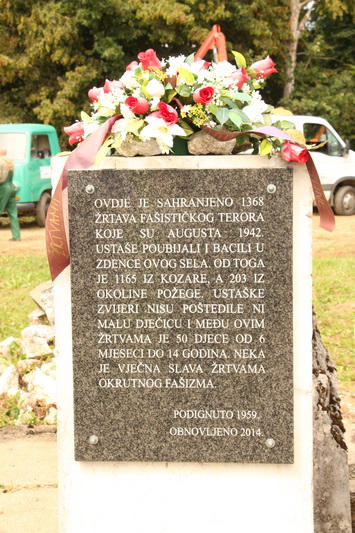 OVDJE JE SAHRANJENO 1368
ŽRTAVA FAŠISTIČKOG TERORA
KOJE SU AUGUSTA 1942.
USTAŠE POUBIJALI I BACILI U
ZDENCE OVOG SELA. OD TOGA
JE 1165 IZ KOZARE, A 203 IZ
OKOLINE POŽEGE. USTAŠKE
ZVIJERI NISU POŠTEDILE NI
MALU DJEČICU I MEĐU OVIM
ŽRTVAMA JE 50 DJECE OD 6
MJESECI DO 14 GODINA. NEKA
JE VJEČNA SLAVA ŽRTVAMA
OKRUTNOG FAŠIZMA.
PODIGNUTO 1959.
OBNOVLJENO 2014.